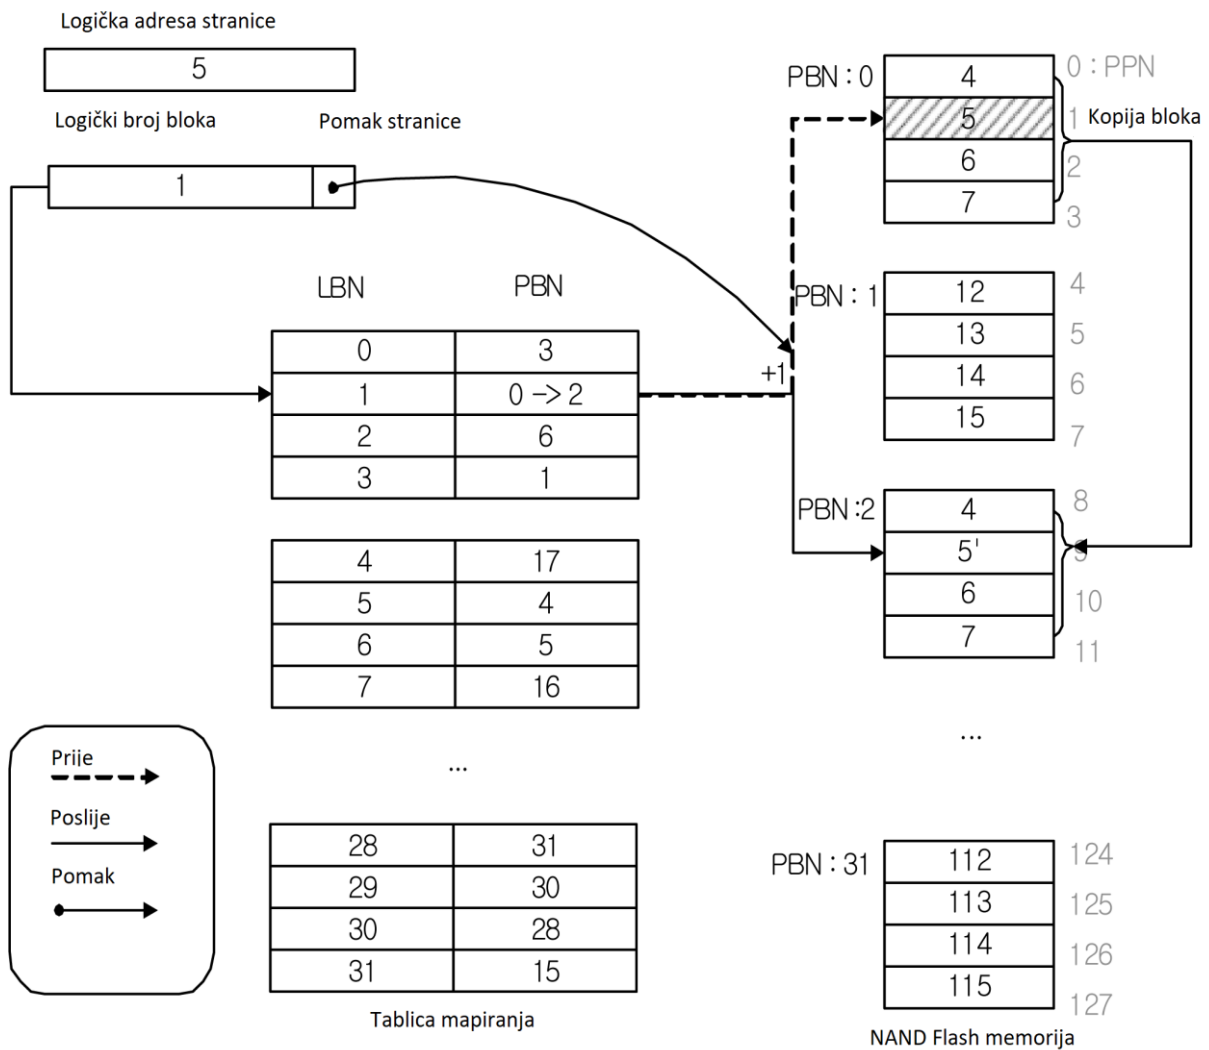 Logička adresa stranice
5
Logički broj bloka
Pomak stranice
1
LBN PBN
0 3
1 0 -> 2
2 6
3 1
4 17
5 4
6 5
7 16
...
28 31
29 30
30 28
31 15
Tablica mapiranja
+1
PBN : 0
4
5
6
7
0 : PPN
1
2
3
Kopija bloka
PBN : 1
12
13
14
15
4
5
6
7
PBN :2
4
5'
6
7
8
9
10
11
...
PBN : 31
112
113
114
115
124
125
126
127
NAND Flash memorija
Prije
Poslije
Pomak